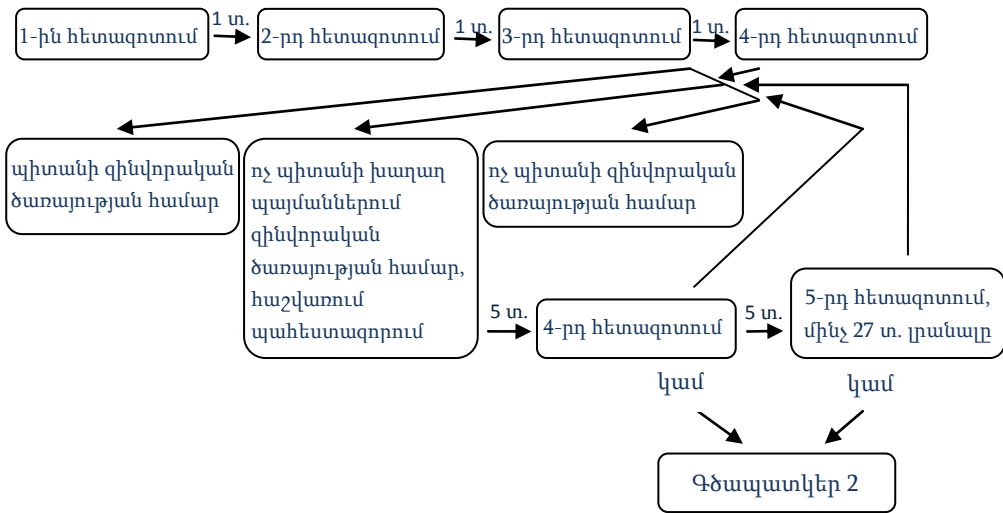 1-ին հետազոտում
1 տ.
2-րդ հետազոտում
1 տ.
3-րդ հետազոտում
1 տ.
4-րդ հետազոտում
պիտանի զինվորական
ծառայության համար
ոչ պիտանի խաղաղ
պայմաններում
զինվորական
ծառայության համար,
հաշվառում
պահեստազորում
ոչ պիտանի զինվորական
ծառայության համար
5 տ.
4-րդ հետազոտում
5 տ.
5-րդ հետազոտում,
մինչ 27 տ. լրանալը
կամ
կամ
Գծապատկեր 2